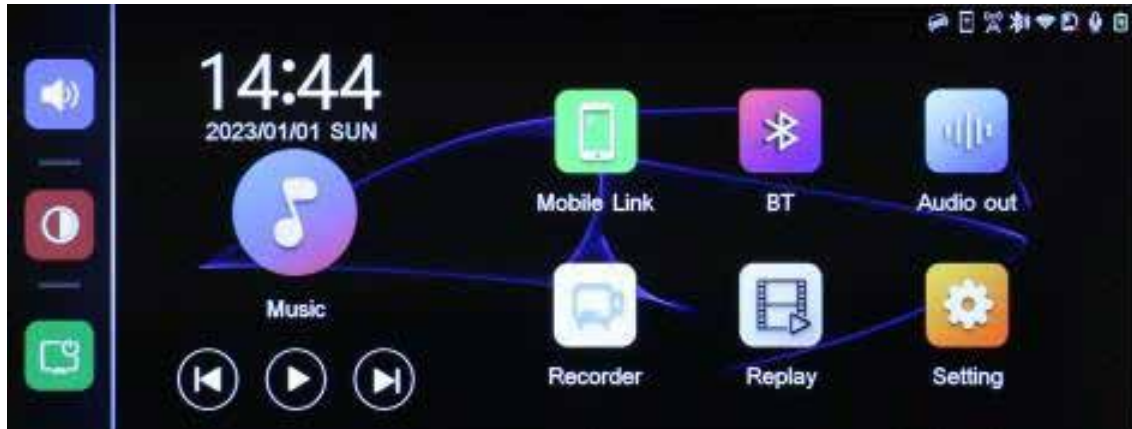 14:44
2023/01/01 SUN
Music
Mobile Link
BT
Audio out
Recorder
Replay
Setting